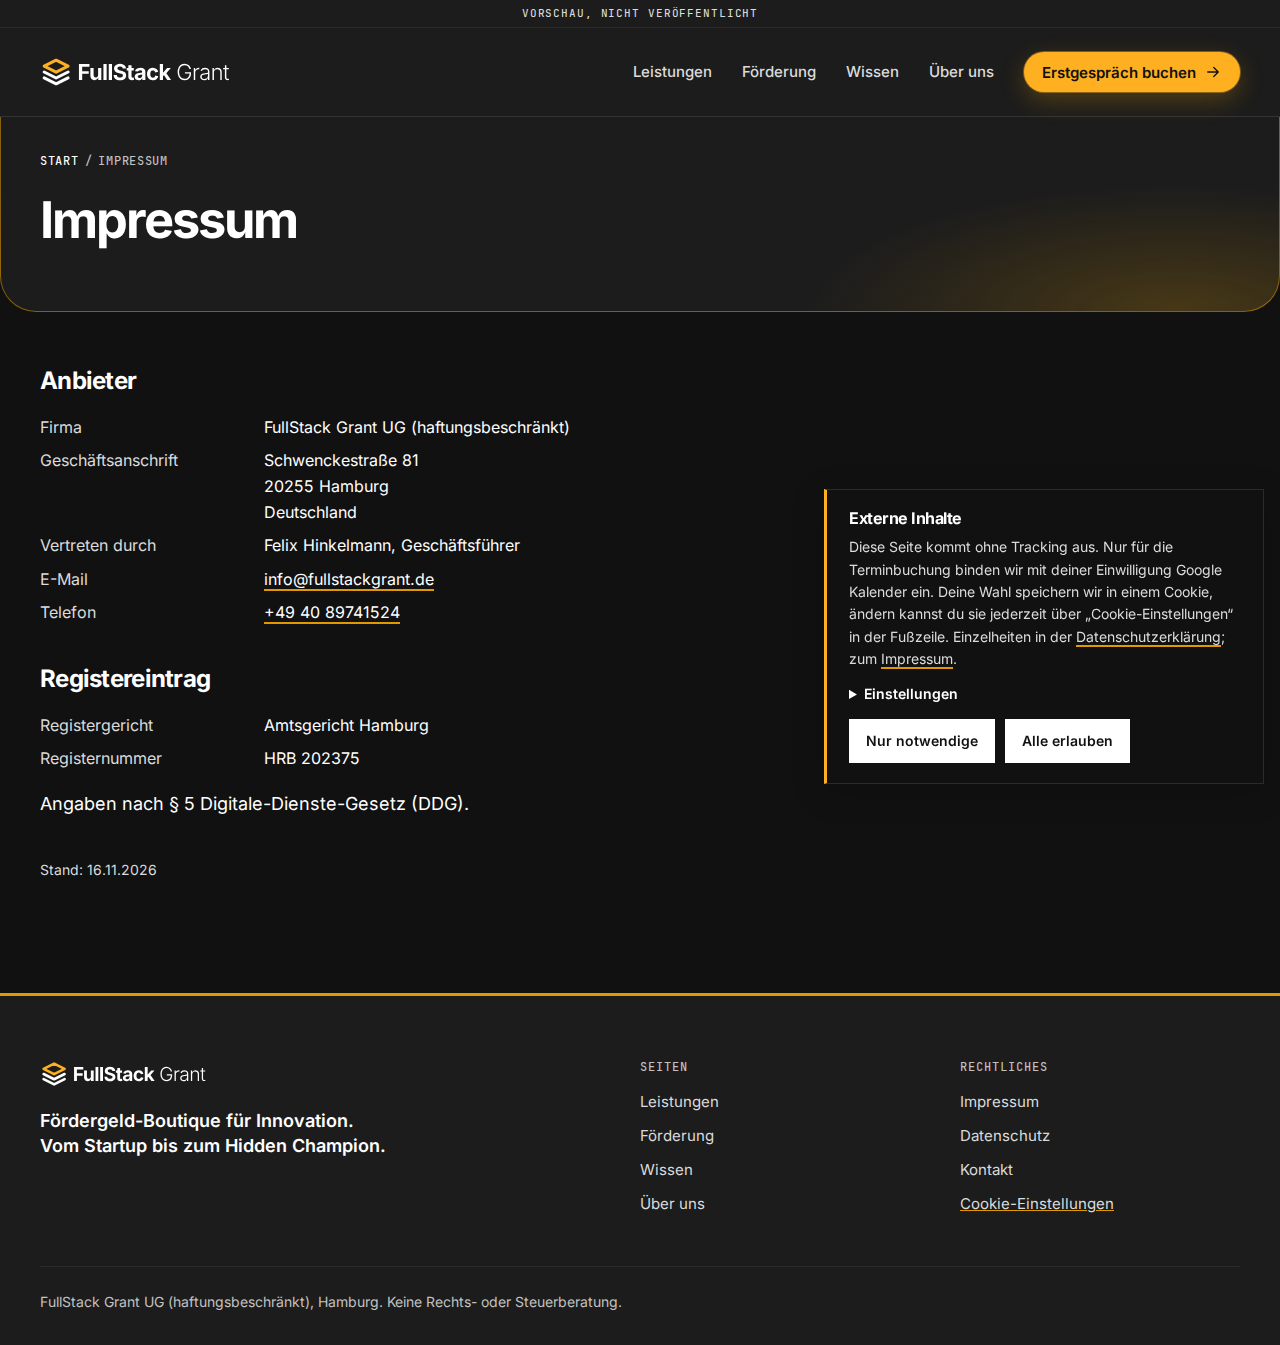 VORSCHAU, NICHT VERÖFFENTLICHT
FullStack Grant
Leistungen
Förderung
Wissen
Über uns
Erstgespräch buchen →
START / IMPRESSUM
Impressum
Anbieter
Firma
FullStack Grant UG (haftungsbeschränkt)
Geschäftsanschrift
Schwenckestraße 81
20255 Hamburg
Deutschland
Vertreten durch
Felix Hinkelmann, Geschäftsführer
E-Mail
info@fullstackgrant.de
Telefon
+49 40 89741524
Registereintrag
Registergericht
Amtsgericht Hamburg
Registernummer
HRB 202375
Angaben nach § 5 Digitale-Dienste-Gesetz (DDG).
Stand: 16.11.2026
Externe Inhalte
Diese Seite kommt ohne Tracking aus. Nur für die
Terminbuchung binden wir mit deiner Einwilligung Google
Kalender ein. Deine Wahl speichern wir in einem Cookie,
ändern kannst du sie jederzeit über „Cookie-Einstellungen“
in der Fußzeile. Einzelheiten in der Datenschutzerklärung;
zum Impressum.
Einstellungen
Nur notwendige
Alle erlauben
FullStack Grant
Fördergeld-Boutique für Innovation.
Vom Startup bis zum Hidden Champion.
SEITEN
Leistungen
Förderung
Wissen
Über uns
RECHTLICHES
Impressum
Datenschutz
Kontakt
Cookie-Einstellungen
FullStack Grant UG (haftungsbeschränkt), Hamburg. Keine Rechts- oder Steuerberatung.